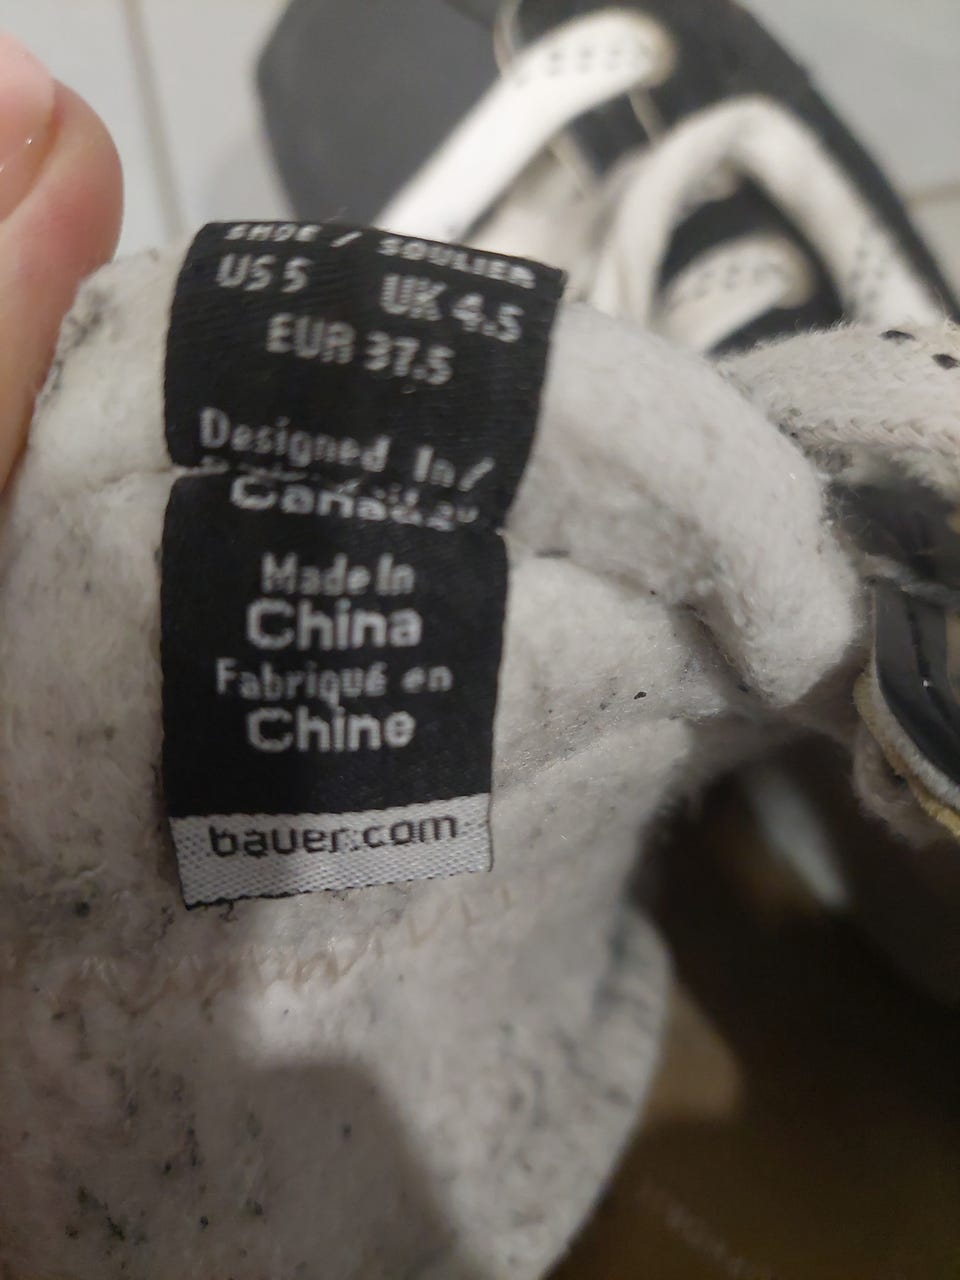 SHOE / SOULIER
US 5 UK 4.5
EUR 37.5
Designed In/
Canada
Made In
China
Fabriqué en
Chine
bauer.com